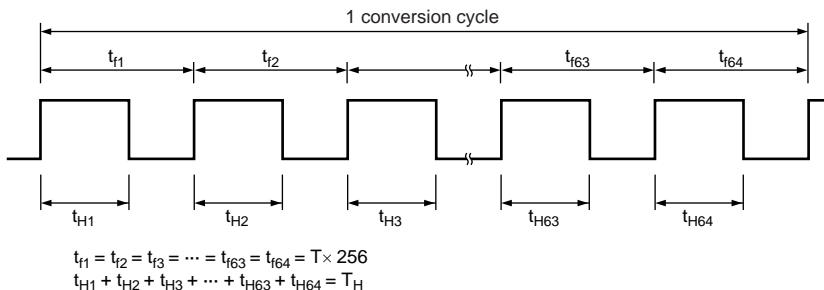 1 conversion cycle
tf1 tf2 tf63 tf64
tH1 tH2 tH3 tH63 tH64
tf1 = tf2 = tf3 = ··· = tf63 = tf64 = T × 256
tH1 + tH2 + tH3 + ··· + tH63 + tH64 = TH